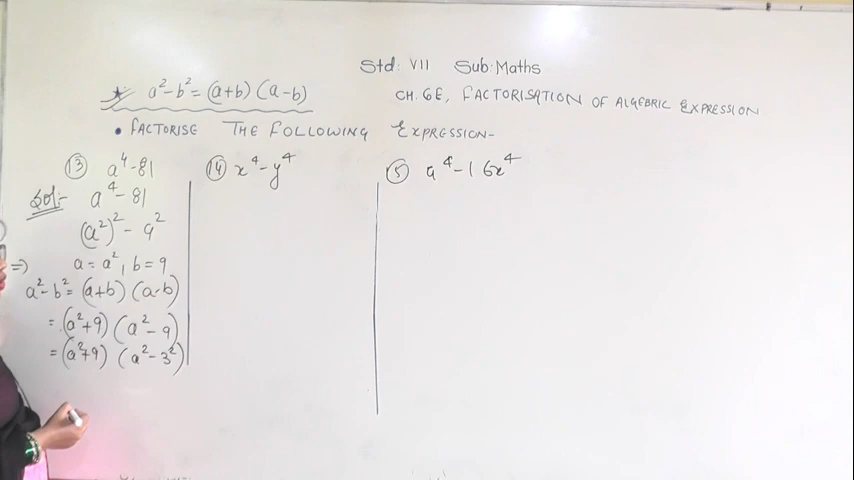 Std: VII Sub: Maths
a²-b² = (a+b) (a-b)
CH. 6E, FACTORISATION OF ALGEBRIC EXPRESSION
• FACTORISE THE FOLLOWING EXPRESSION-
(13) a⁴-81
Sol:- a⁴-81
(a²)² - 9²
=> a = a², b = 9
a²-b² = (a+b) (a-b)
= (a²+9) (a²-9)
= (a²+9) (a²-3²)
(14) x⁴-y⁴
(15) a⁴-16x⁴